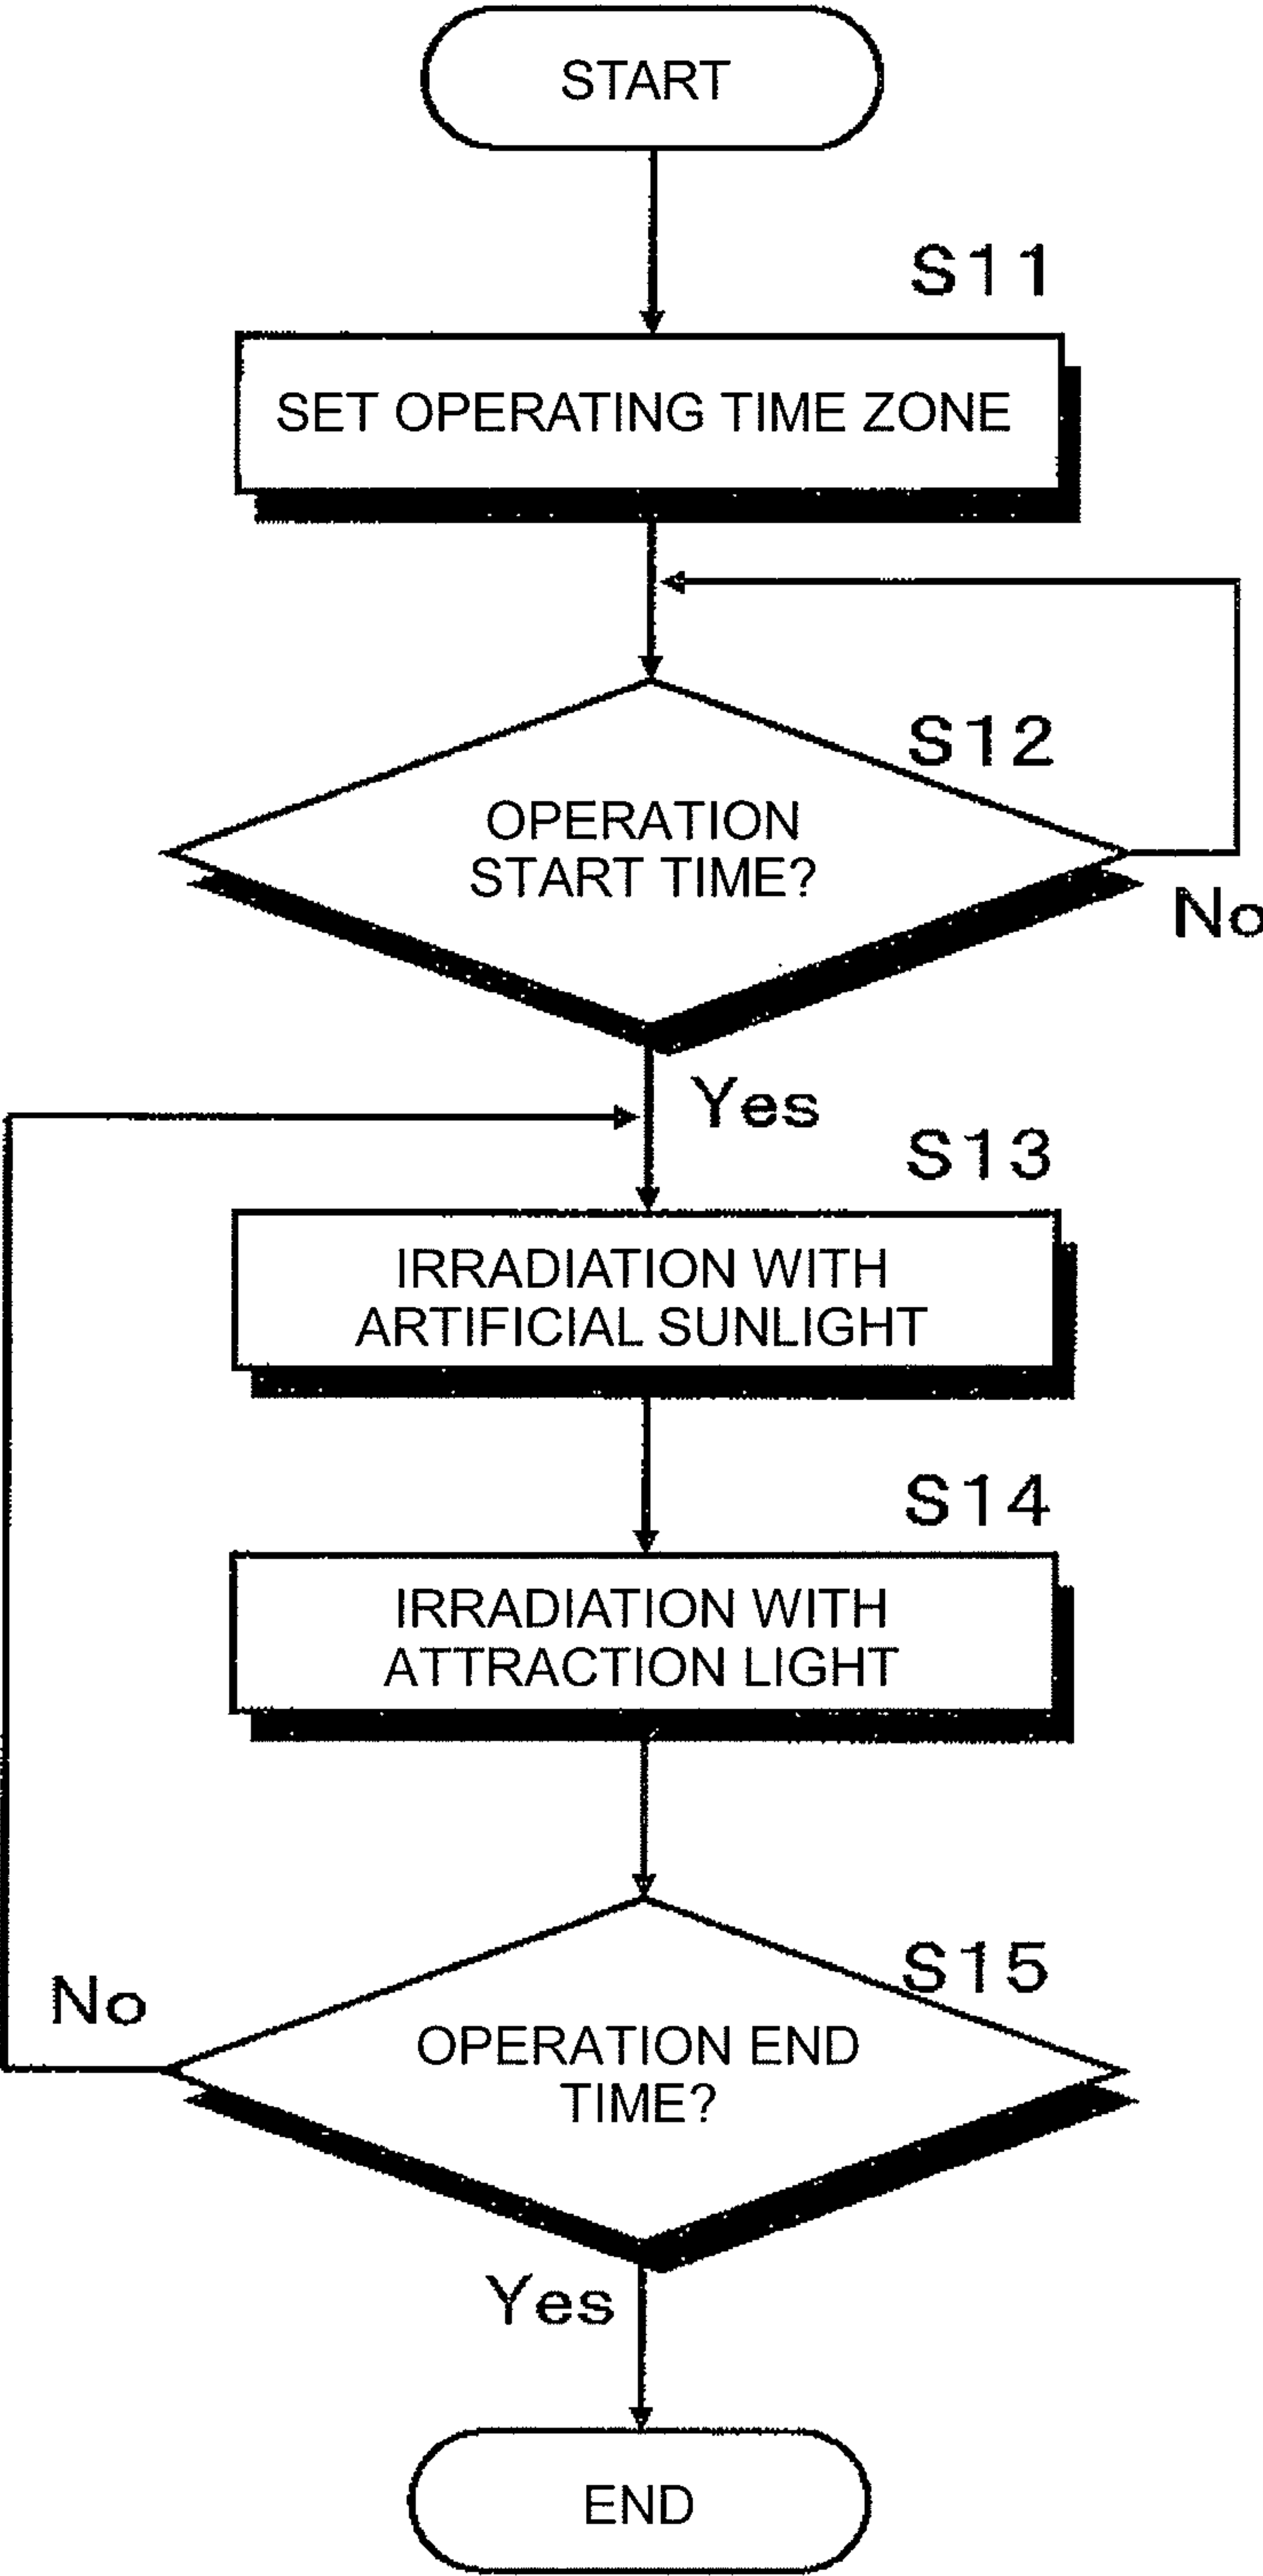 START
S11
SET OPERATING TIME ZONE
S12
OPERATION
START TIME?
No
Yes
S13
IRRADIATION WITH
ARTIFICIAL SUNLIGHT
S14
IRRADIATION WITH
ATTRACTION LIGHT
S15
No
OPERATION END
TIME?
Yes
END